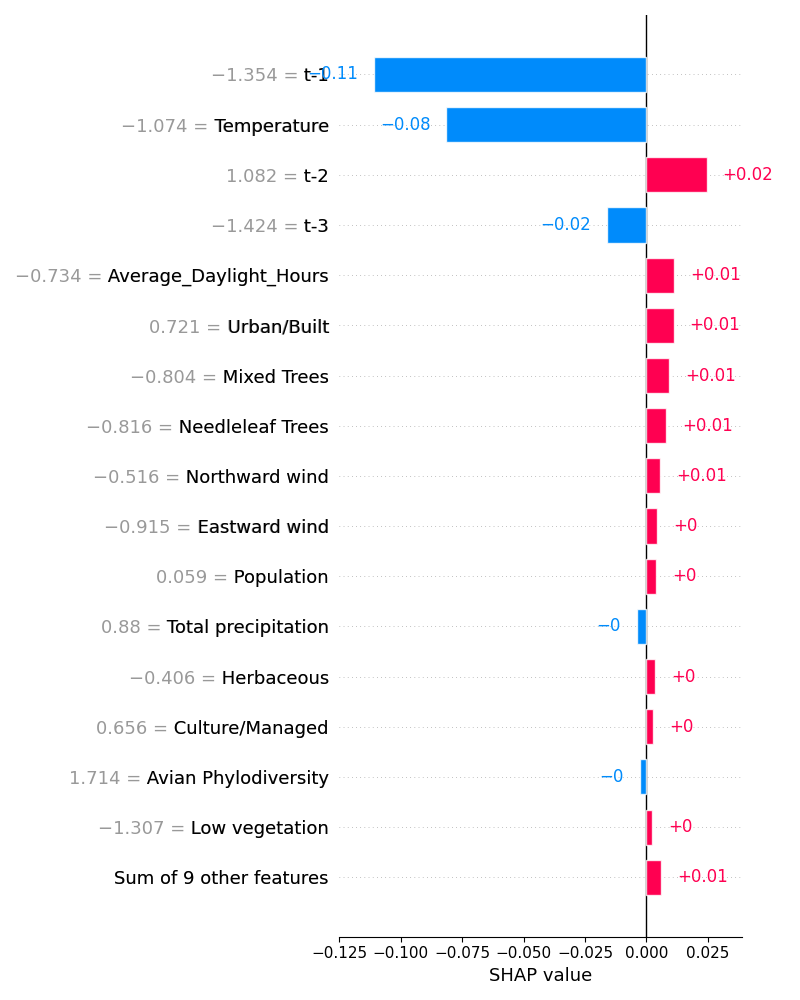 −1.354 = t-1 −0.11
−1.074 = Temperature −0.08
1.082 = t-2 +0.02
−1.424 = t-3 −0.02
−0.734 = Average_Daylight_Hours +0.01
0.721 = Urban/Built +0.01
−0.804 = Mixed Trees +0.01
−0.816 = Needleleaf Trees +0.01
−0.516 = Northward wind +0.01
−0.915 = Eastward wind +0
0.059 = Population +0
0.88 = Total precipitation −0
−0.406 = Herbaceous +0
0.656 = Culture/Managed +0
1.714 = Avian Phylodiversity −0
−1.307 = Low vegetation +0
Sum of 9 other features +0.01
−0.125 −0.100 −0.075 −0.050 −0.025 0.000 0.025
SHAP value